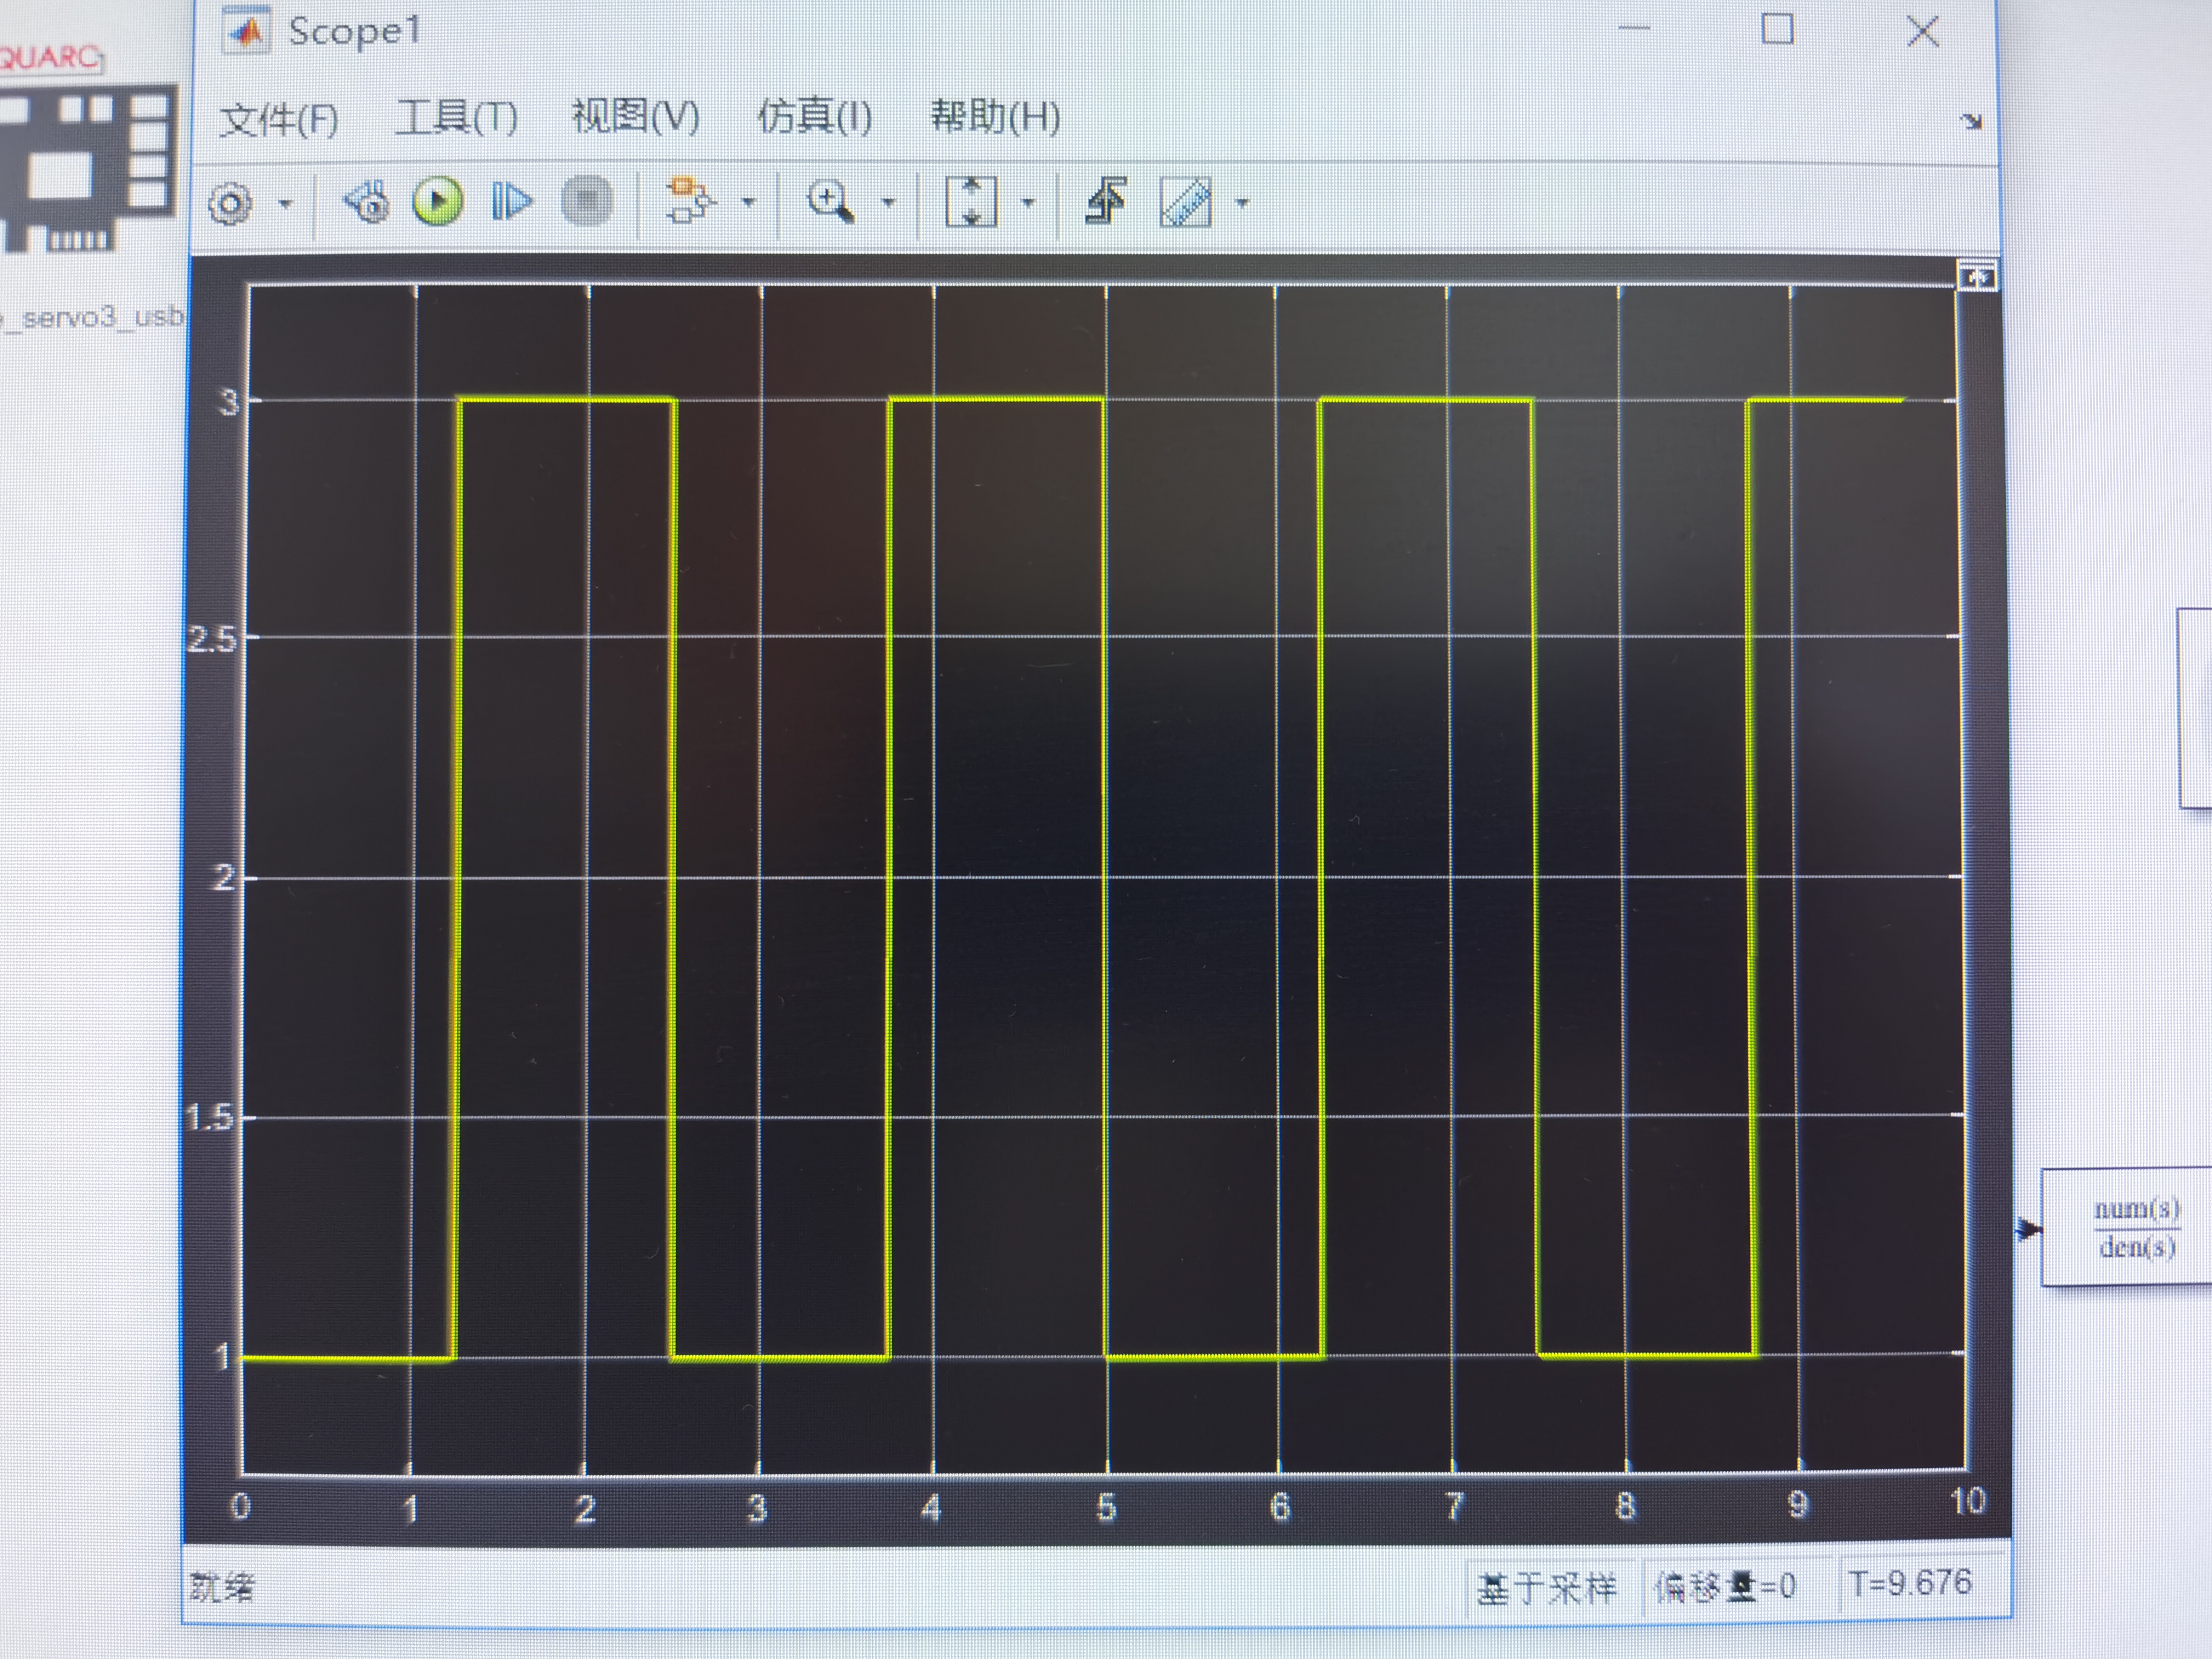 QUARC
Scope1
文件(F) 工具(T) 视图(V) 仿真(I) 帮助(H)
_servo3_usb
3
2.5
2
1.5
1
0 1 2 3 4 5 6 7 8 9 10
num(s)
den(s)
就绪 基于采样 偏移量=0 T=9.676